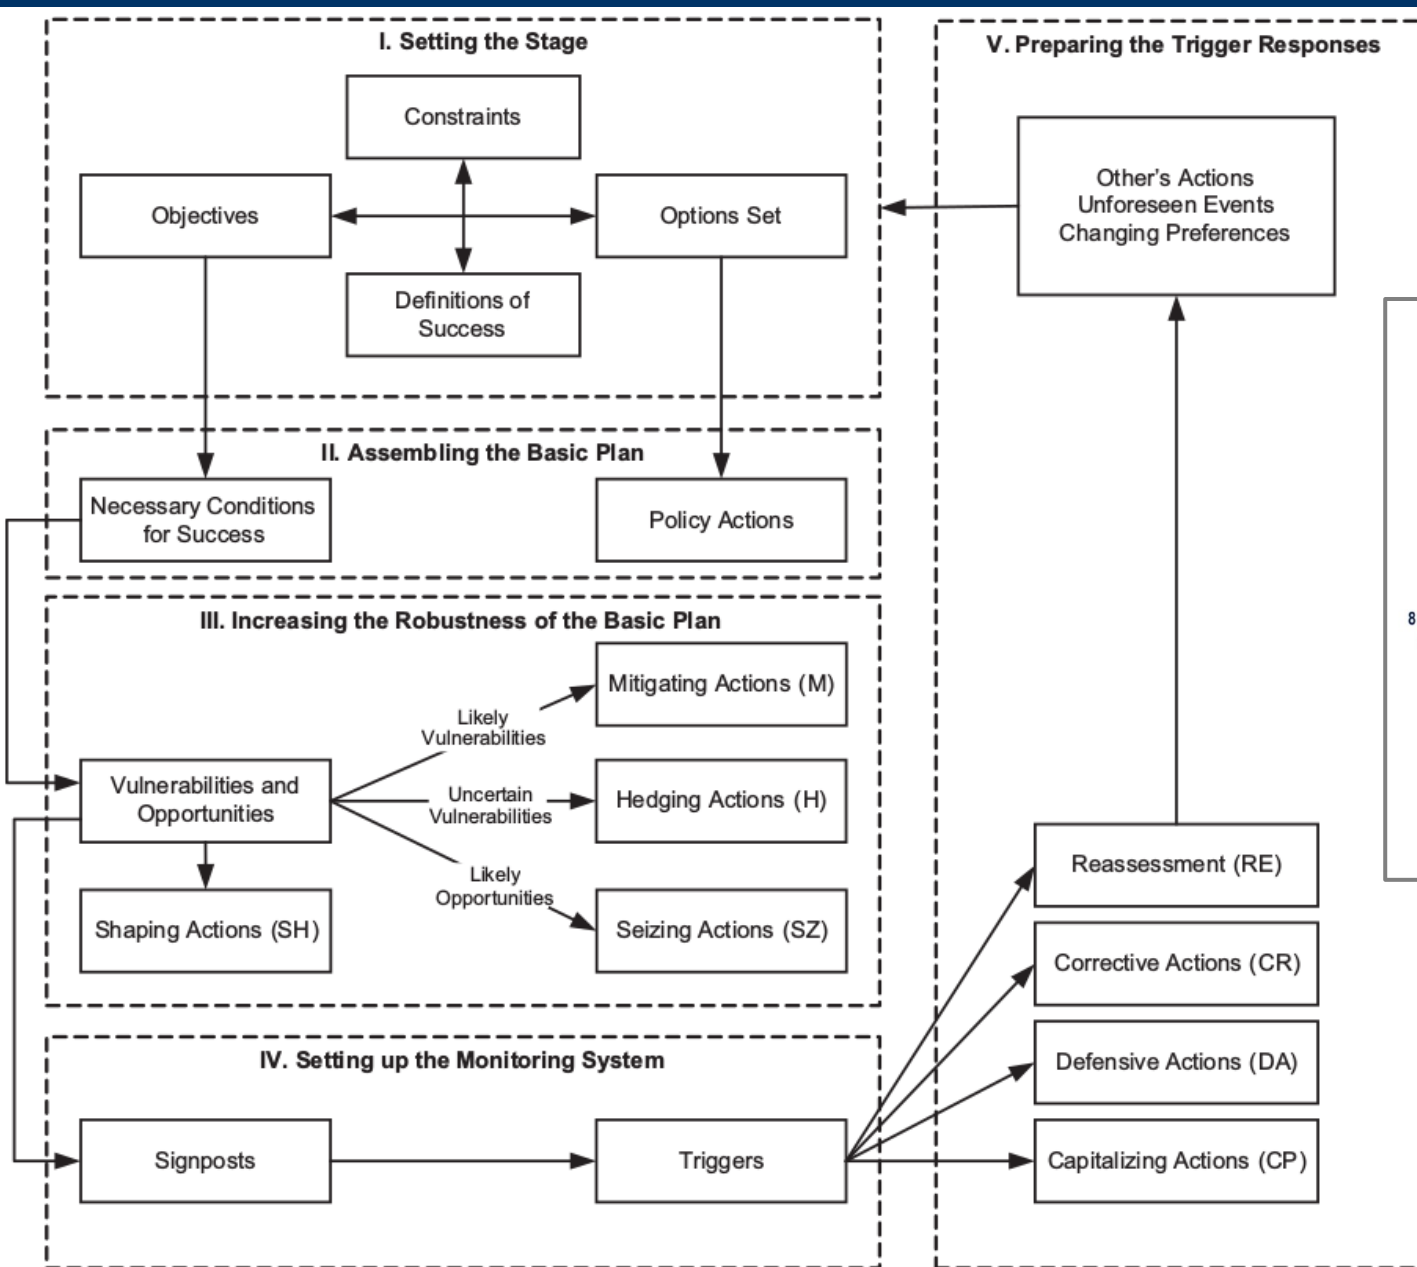 I. Setting the Stage
Constraints
Objectives
Options Set
Definitions of
Success
II. Assembling the Basic Plan
Necessary Conditions
for Success
Policy Actions
III. Increasing the Robustness of the Basic Plan
Mitigating Actions (M)
Likely
Vulnerabilities
Vulnerabilities and
Opportunities
Uncertain
Vulnerabilities
Hedging Actions (H)
Likely
Opportunities
Shaping Actions (SH)
Seizing Actions (SZ)
IV. Setting up the Monitoring System
Signposts
Triggers
V. Preparing the Trigger Responses
Other's Actions
Unforeseen Events
Changing Preferences
Reassessment (RE)
Corrective Actions (CR)
Defensive Actions (DA)
Capitalizing Actions (CP)
8